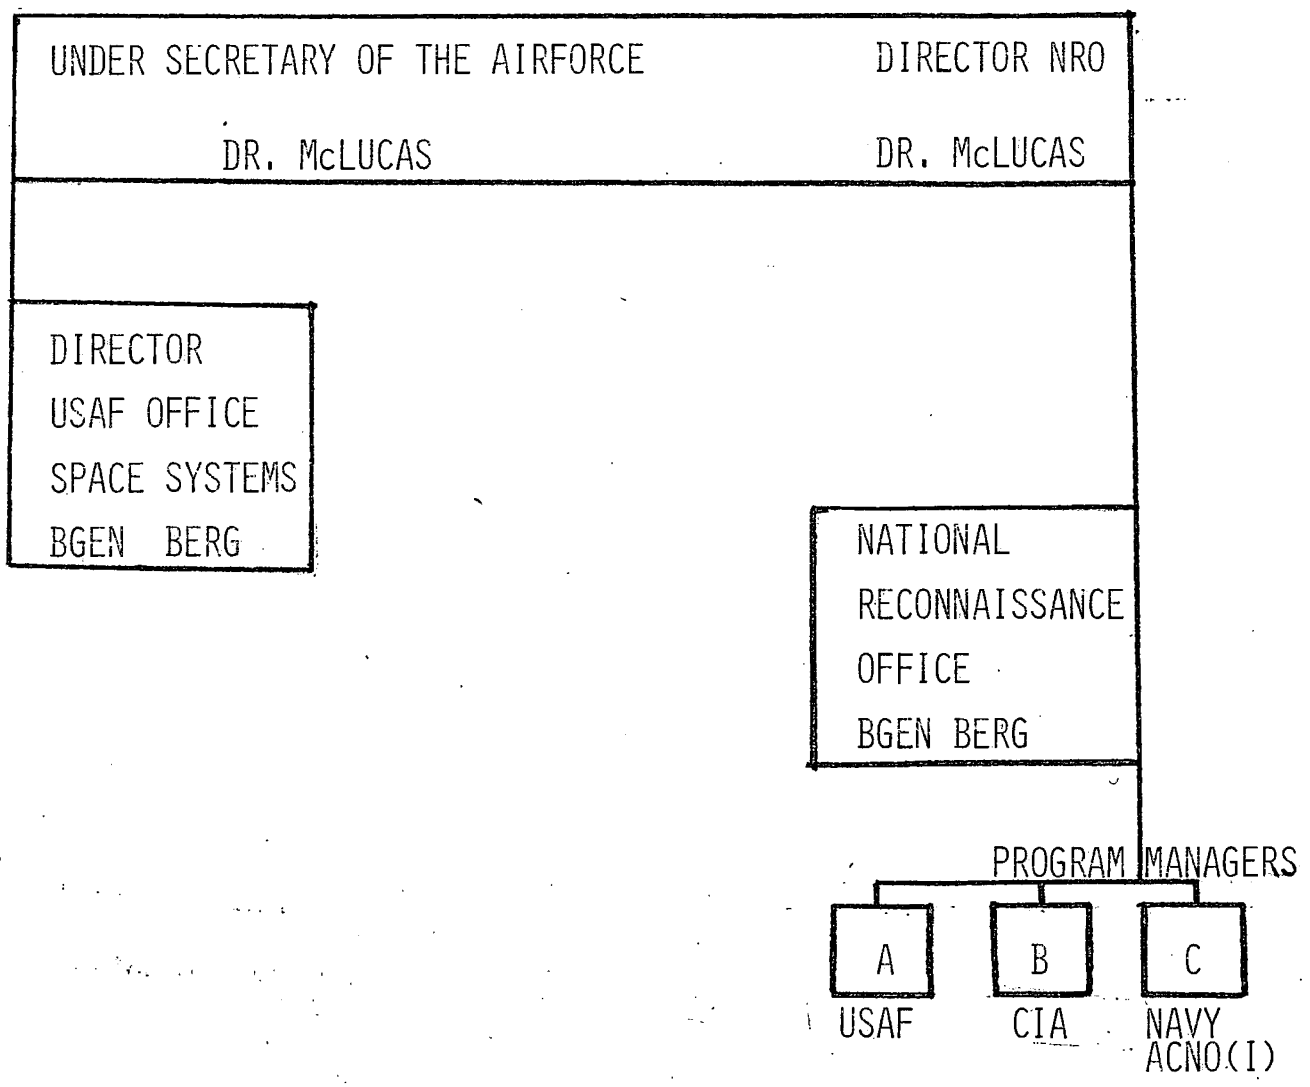 UNDER SECRETARY OF THE AIRFORCE
DIRECTOR NRO
DR. McLUCAS
DR. McLUCAS
DIRECTOR
USAF OFFICE
SPACE SYSTEMS
BGEN BERG
NATIONAL
RECONNAISSANCE
OFFICE
BGEN BERG
PROGRAM MANAGERS
A
B
C
USAF
CIA
NAVY
ACNO(I)